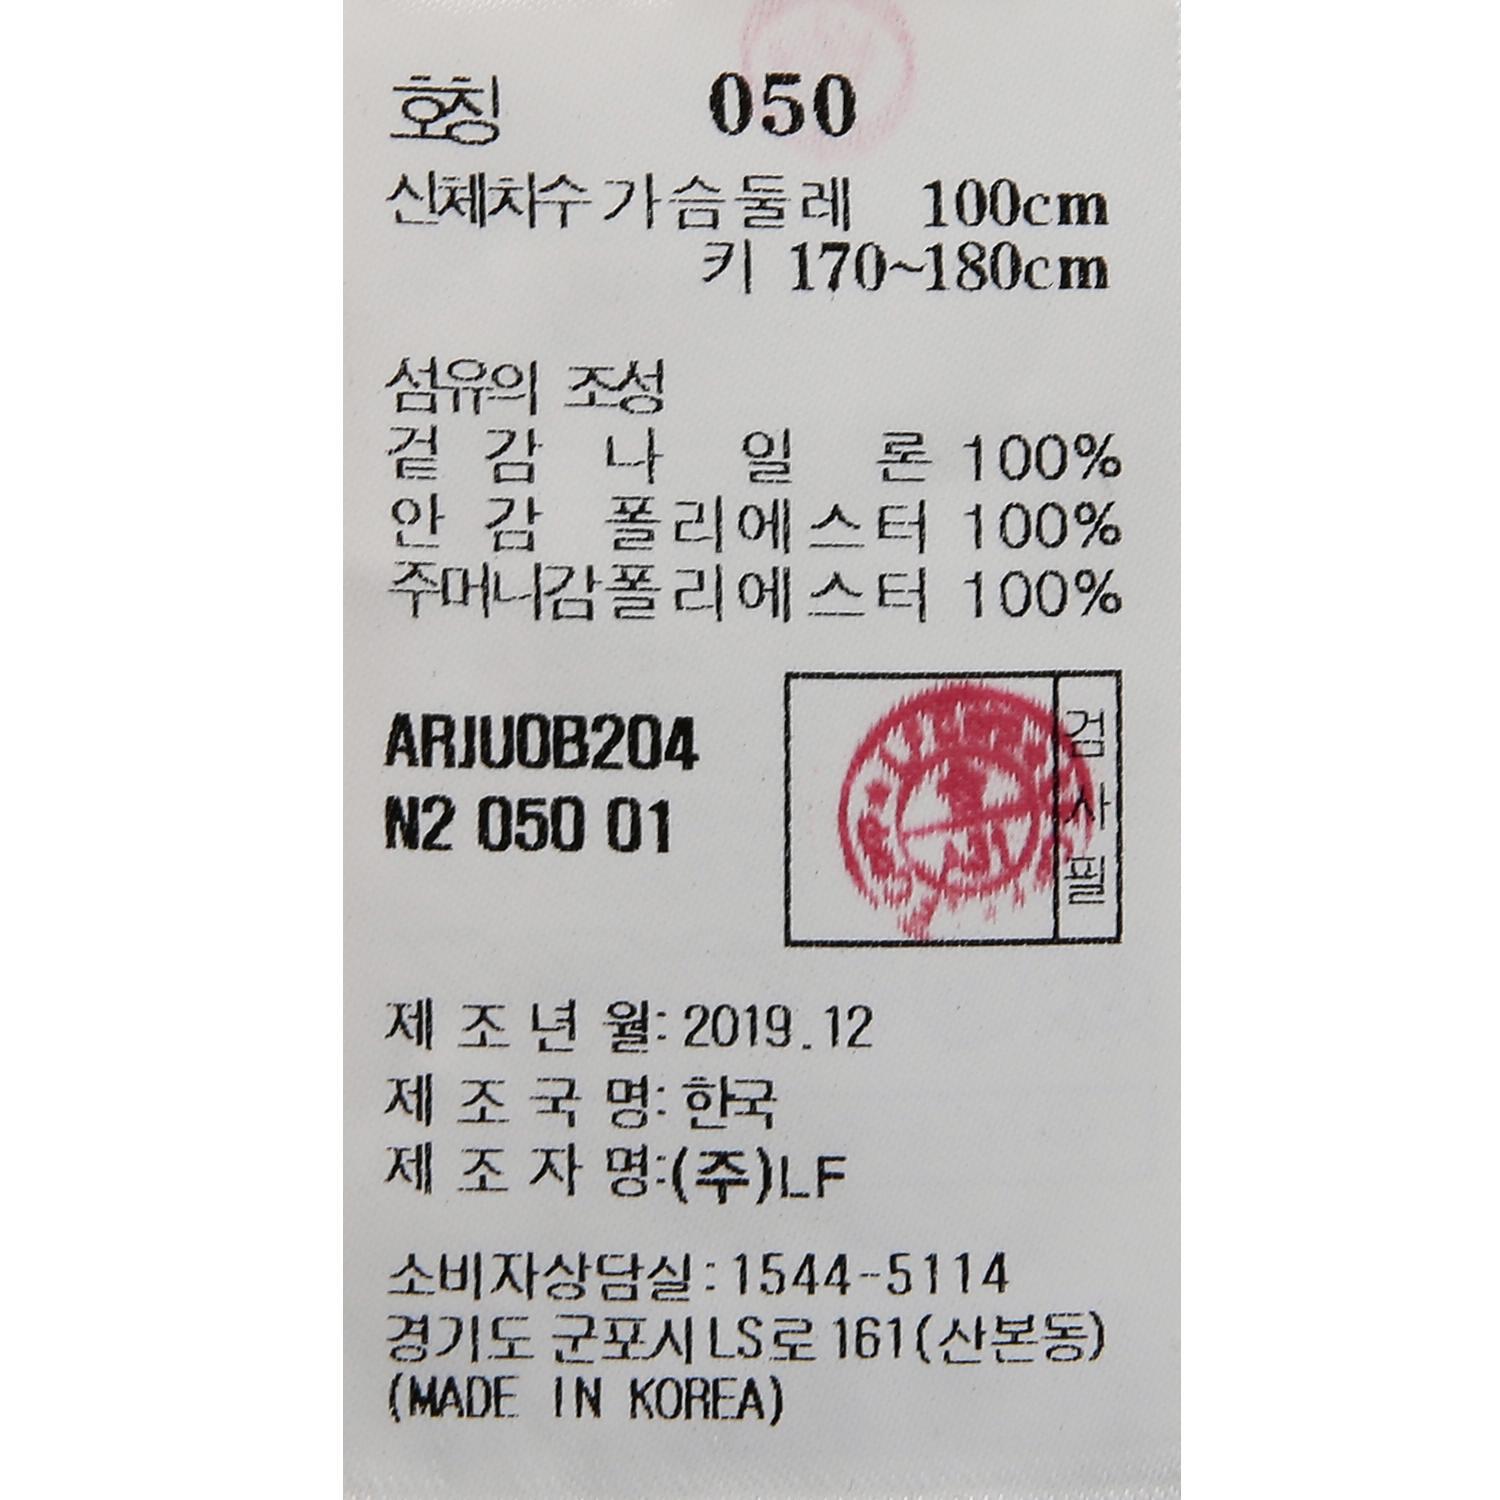 호칭 050
신체치수 가슴둘레 100cm
키 170~180cm
섬유의 조성
겉감 나일론 100%
안감 폴리에스터 100%
주머니감 폴리에스터 100%
ARJU0B204
N2 050 01
검사필
제조년월: 2019.12
제조국명: 한국
제조자명:(주)LF
소비자상담실:1544-5114
경기도 군포시 LS로 161(산본동)
(MADE IN KOREA)